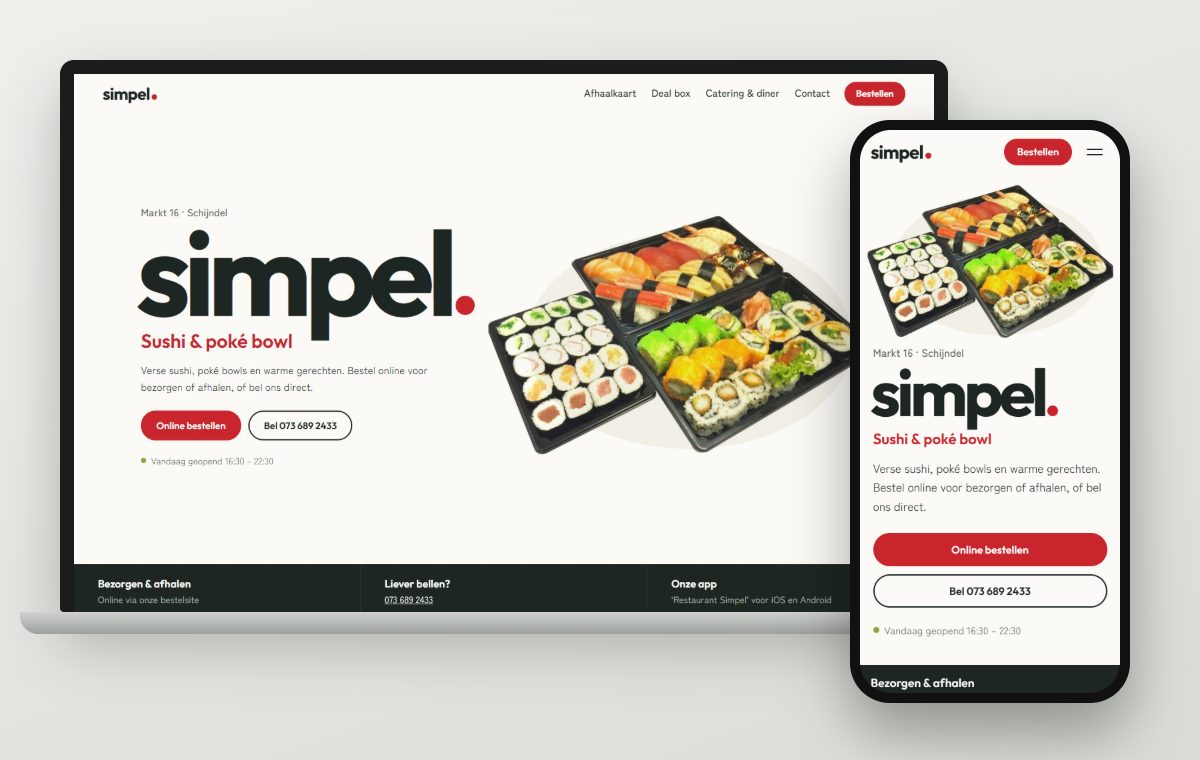 simpel.
Afhaalkaart Deal box Catering & diner Contact Bestellen
Markt 16 · Schijndel
simpel.
Sushi & poké bowl
Verse sushi, poké bowls en warme gerechten. Bestel online voor
bezorgen of afhalen, of bel ons direct.
Online bestellen Bel 073 689 2433
Vandaag geopend 16:30 – 22:30
Bezorgen & afhalen
Online via onze bestelsite
Liever bellen?
073 689 2433
Onze app
'Restaurant Simpel' voor iOS en Android
simpel.
Bestellen
Markt 16 · Schijndel
simpel.
Sushi & poké bowl
Verse sushi, poké bowls en warme gerechten.
Bestel online voor bezorgen of afhalen, of bel
ons direct.
Online bestellen
Bel 073 689 2433
Vandaag geopend 16:30 – 22:30
Bezorgen & afhalen